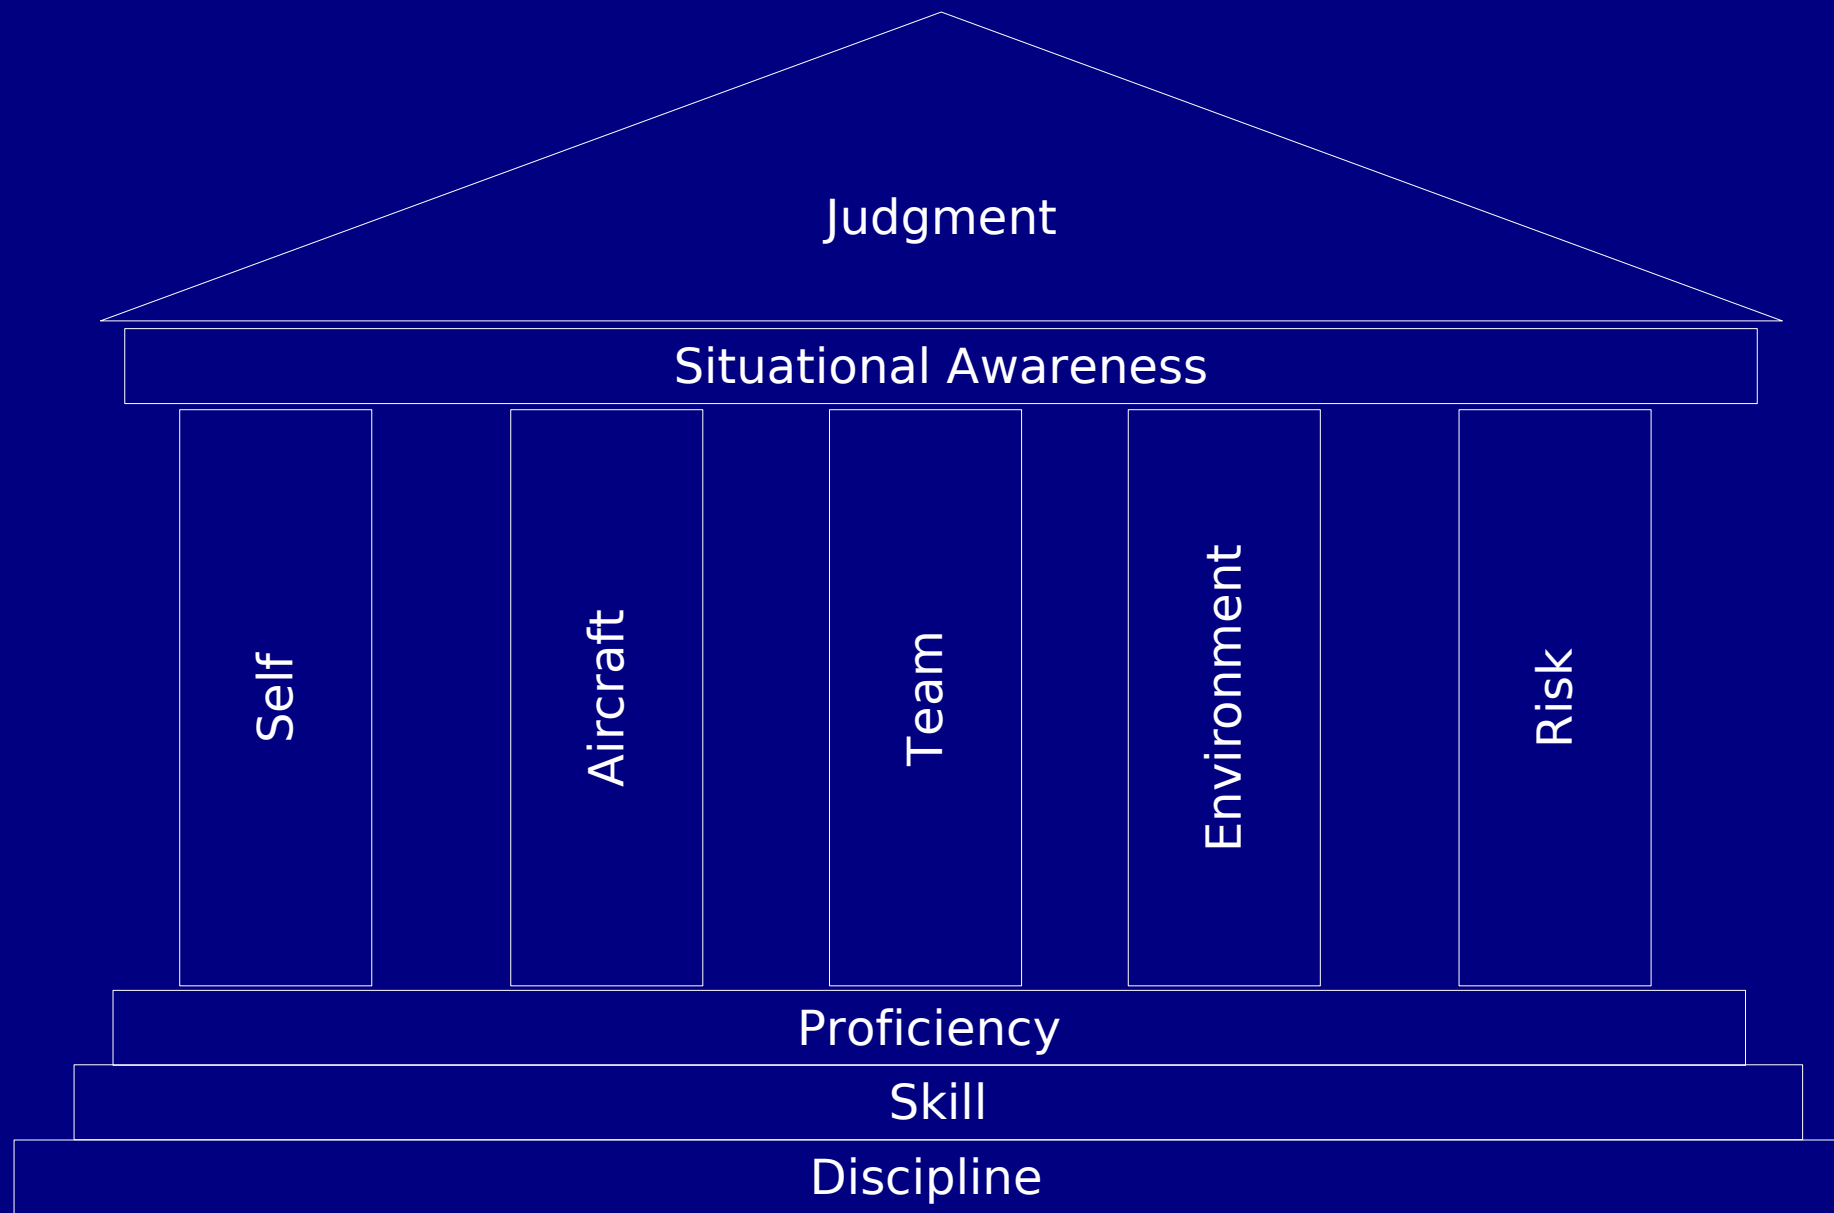 Judgment
Situational Awareness
Self
Aircraft
Team
Environment
Risk
Proficiency
Skill
Discipline